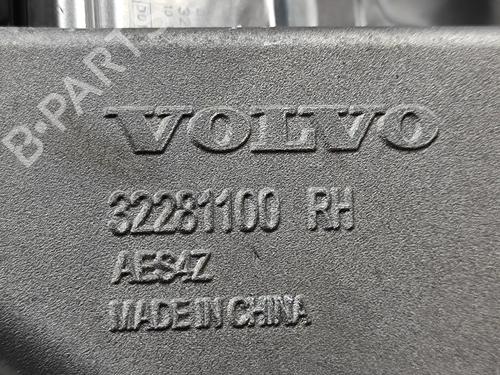 B-PARTS
VOLVO
32281100 RH
AES4Z
MADE IN CHINA